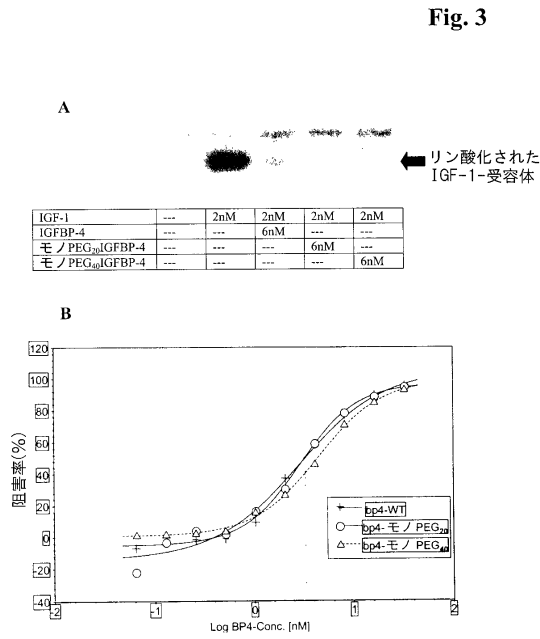 Fig. 3
A
リン酸化された
IGF-1-受容体
IGF-1 --- 2nM 2nM 2nM 2nM
IGFBP-4 --- --- 6nM --- ---
モノPEG20IGFBP-4 --- --- --- 6nM ---
モノPEG40IGFBP-4 --- --- --- --- 6nM
B
阻害率(%)
120
100
80
60
40
20
0
-20
-40
-2 -1 0 1 2
Log BP4-Conc. [nM]
bp4-WT
bp4-モノPEG20
bp4-モノPEG40